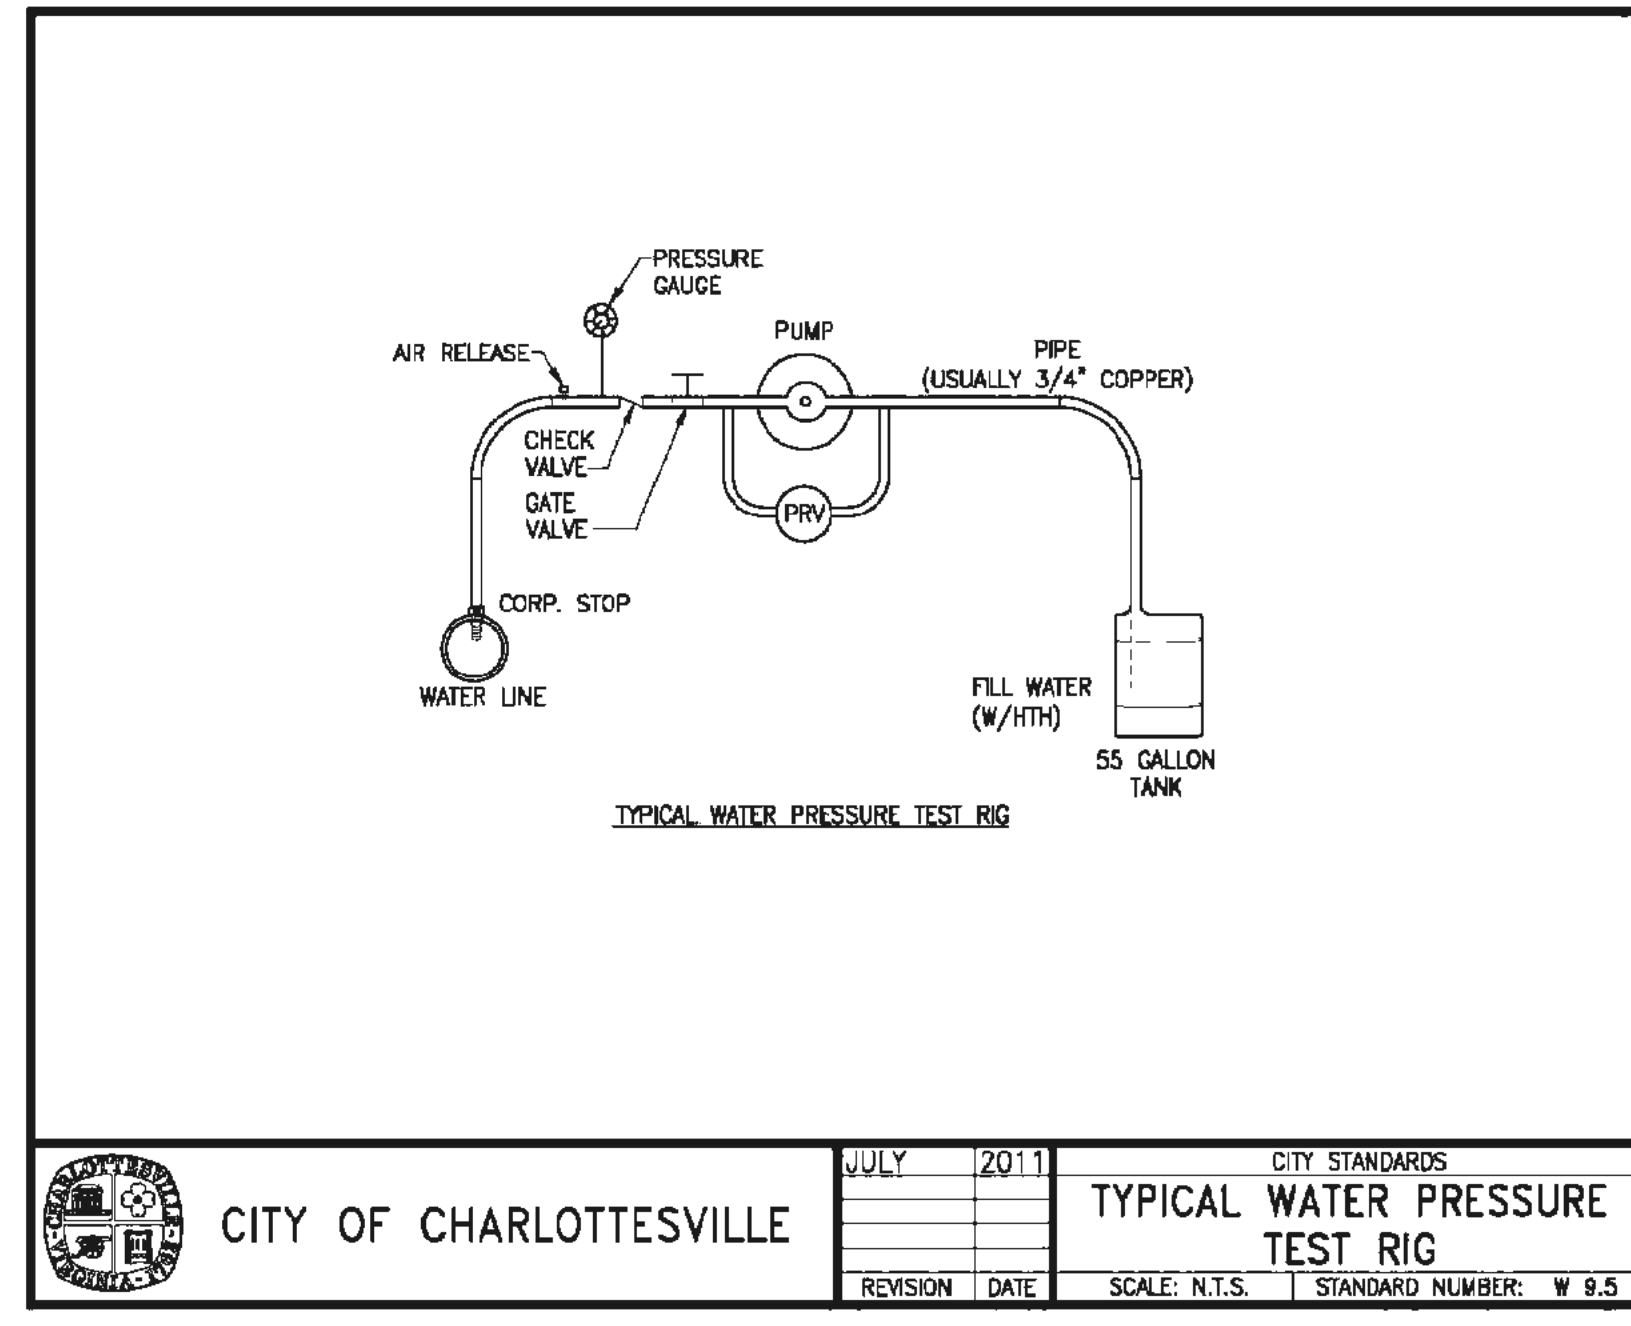 PRESSURE
GAUGE
PUMP
AIR RELEASE
PIPE
(USUALLY 3/4" COPPER)
CHECK
VALVE
GATE
VALVE
PRV
CORP. STOP
WATER LINE
FILL WATER
(W/HTH)
55 GALLON
TANK
TYPICAL WATER PRESSURE TEST RIG
CHARLOTTESVILLE
VIRGINIA
CITY OF CHARLOTTESVILLE
JULY 2011
REVISION DATE
CITY STANDARDS
TYPICAL WATER PRESSURE
TEST RIG
SCALE: N.T.S. STANDARD NUMBER: W 9.5